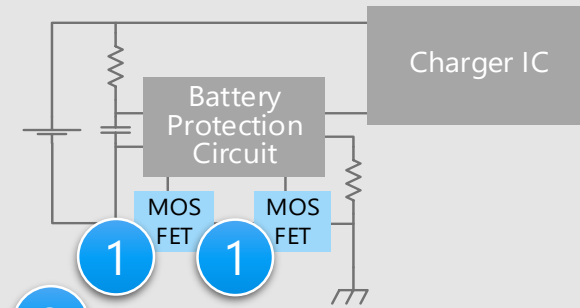 Charger IC
Battery
Protection
Circuit
MOS
FET
MOS
FET
1
1